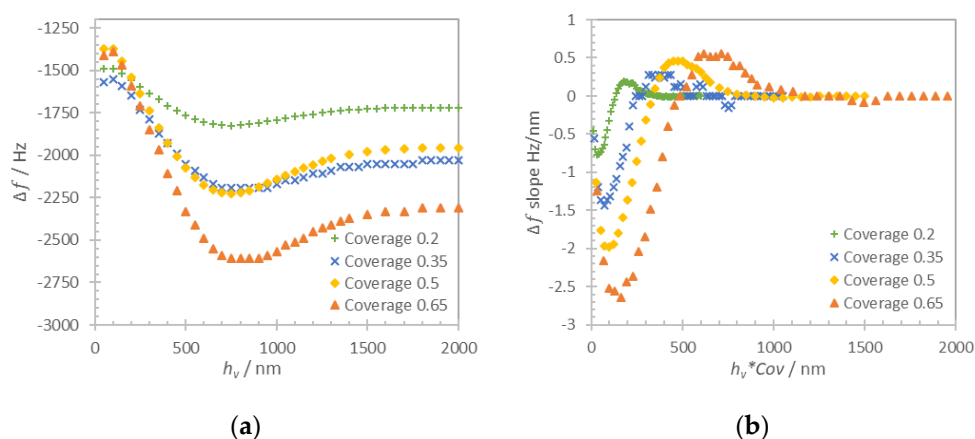 -1250
-1500
-1750
-2000
-2250
-2500
-2750
-3000
Δf / Hz
0
500
1000
1500
2000
h_v / nm
Coverage 0.2
Coverage 0.35
Coverage 0.5
Coverage 0.65
(a)
1
0.5
0
-0.5
-1
-1.5
-2
-2.5
-3
Δf slope Hz/nm
0
500
1000
1500
2000
h_v*Cov / nm
Coverage 0.2
Coverage 0.35
Coverage 0.5
Coverage 0.65
(b)